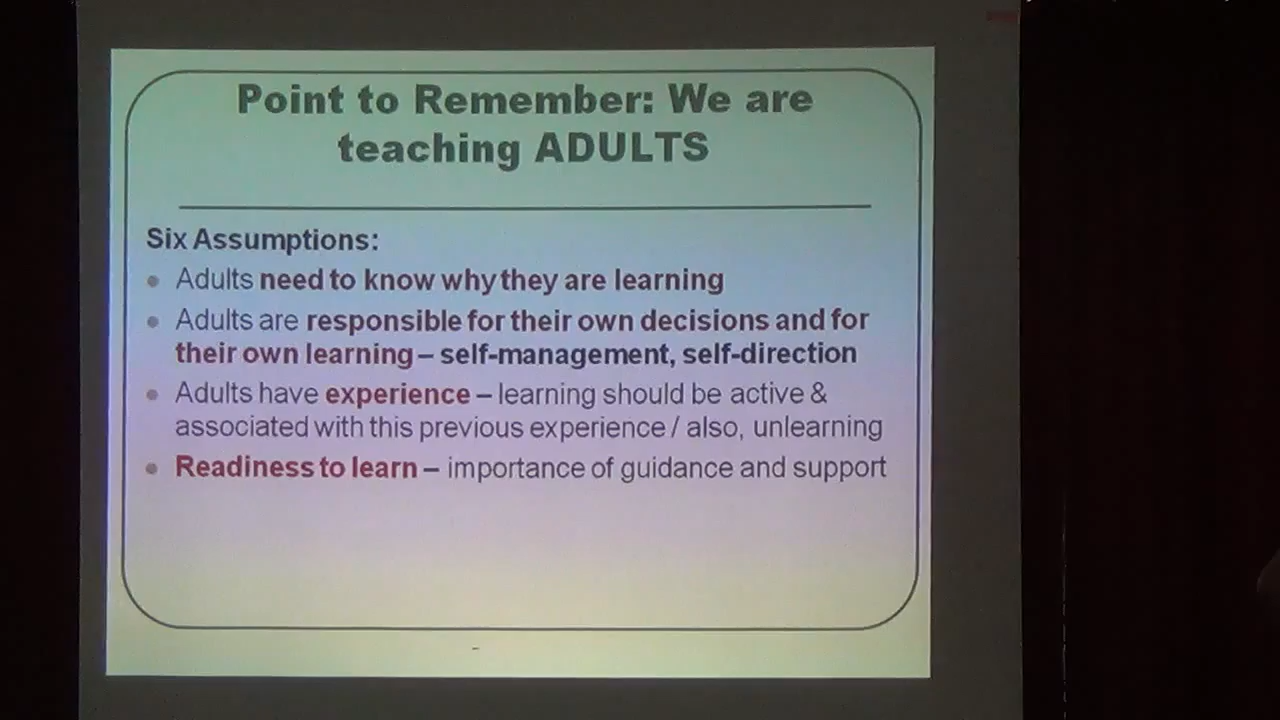 Point to Remember: We are
teaching ADULTS
Six Assumptions:
Adults need to know why they are learning
Adults are responsible for their own decisions and for
their own learning – self-management, self-direction
Adults have experience – learning should be active &
associated with this previous experience / also, unlearning
Readiness to learn – importance of guidance and support